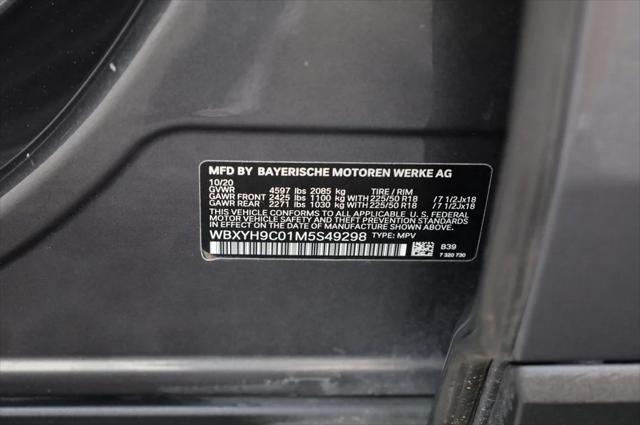 MFD BY BAYERISCHE MOTOREN WERKE AG
10/20
GVWR 4597 lbs 2085 kg TIRE / RIM
GAWR FRONT 2425 lbs 1100 kg WITH 225/50 R18 /7 1/2Jx18
GAWR REAR 2271 lbs 1030 kg WITH 225/50 R18 /7 1/2Jx18
THIS VEHICLE CONFORMS TO ALL APPLICABLE U. S. FEDERAL
MOTOR VEHICLE SAFETY AND THEFT PREVENTION STANDARDS
IN EFFECT ON THE DATE OF MANUFACTURE SHOWN ABOVE.
WBXYH9C01M5S49298 TYPE: MPV
B39
7 320 730